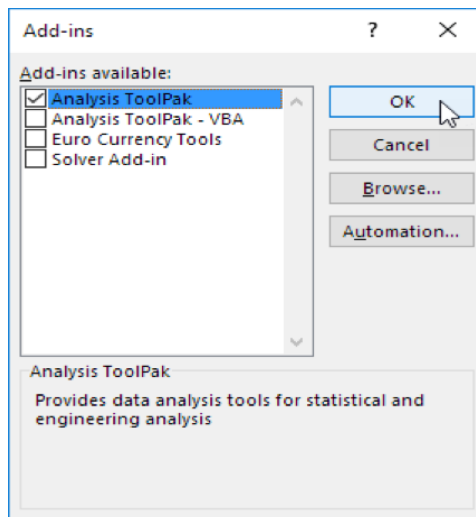 Add-ins ? ×
Add-ins available:
Analysis ToolPak
Analysis ToolPak - VBA
Euro Currency Tools
Solver Add-in
OK
Cancel
Browse...
Automation...
Analysis ToolPak
Provides data analysis tools for statistical and
engineering analysis